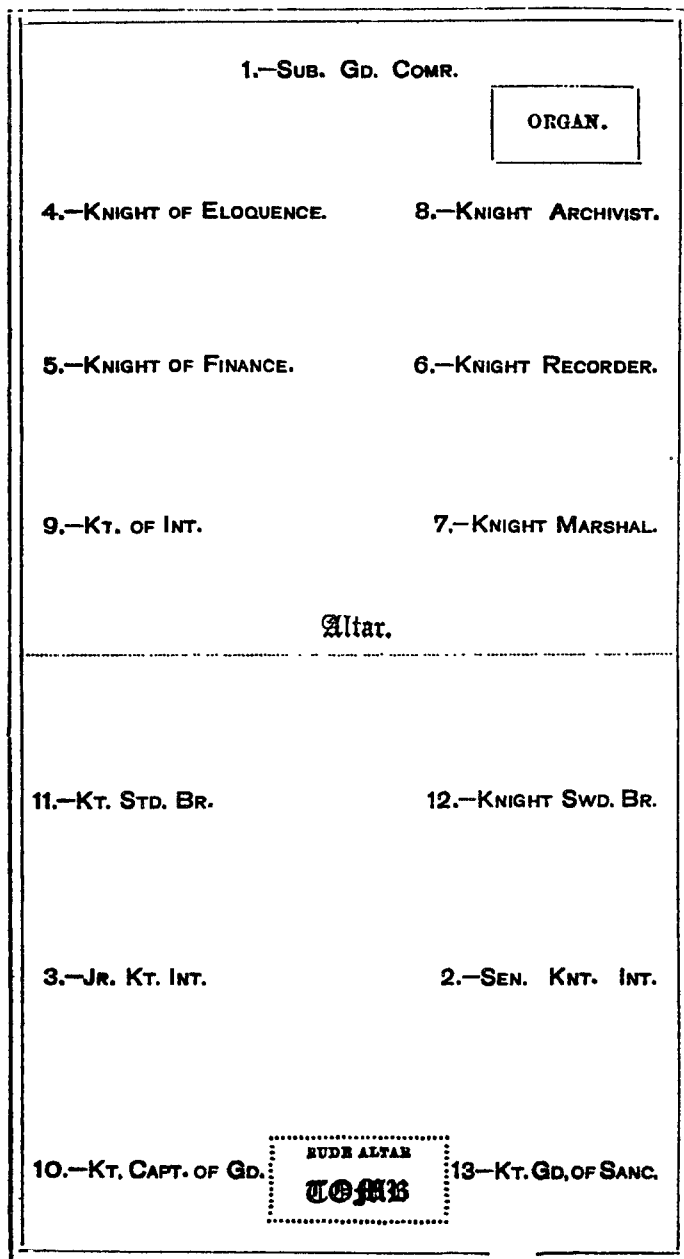 1.—Sub. Gd. Comr.
ORGAN.
4.—Knight of Eloquence. 8.—Knight Archivist.
5.—Knight of Finance. 6.—Knight Recorder.
9.—Kt. of Int. 7.—Knight Marshal.
Altar.
11.—Kt. Std. Br. 12.—Knight Swd. Br.
3.—Jr. Kt. Int. 2.—Sen. Knt. Int.
RUDE ALTAR
10.—Kt. Capt. of Gd. TOMB 13—Kt. Gd, of Sanc.